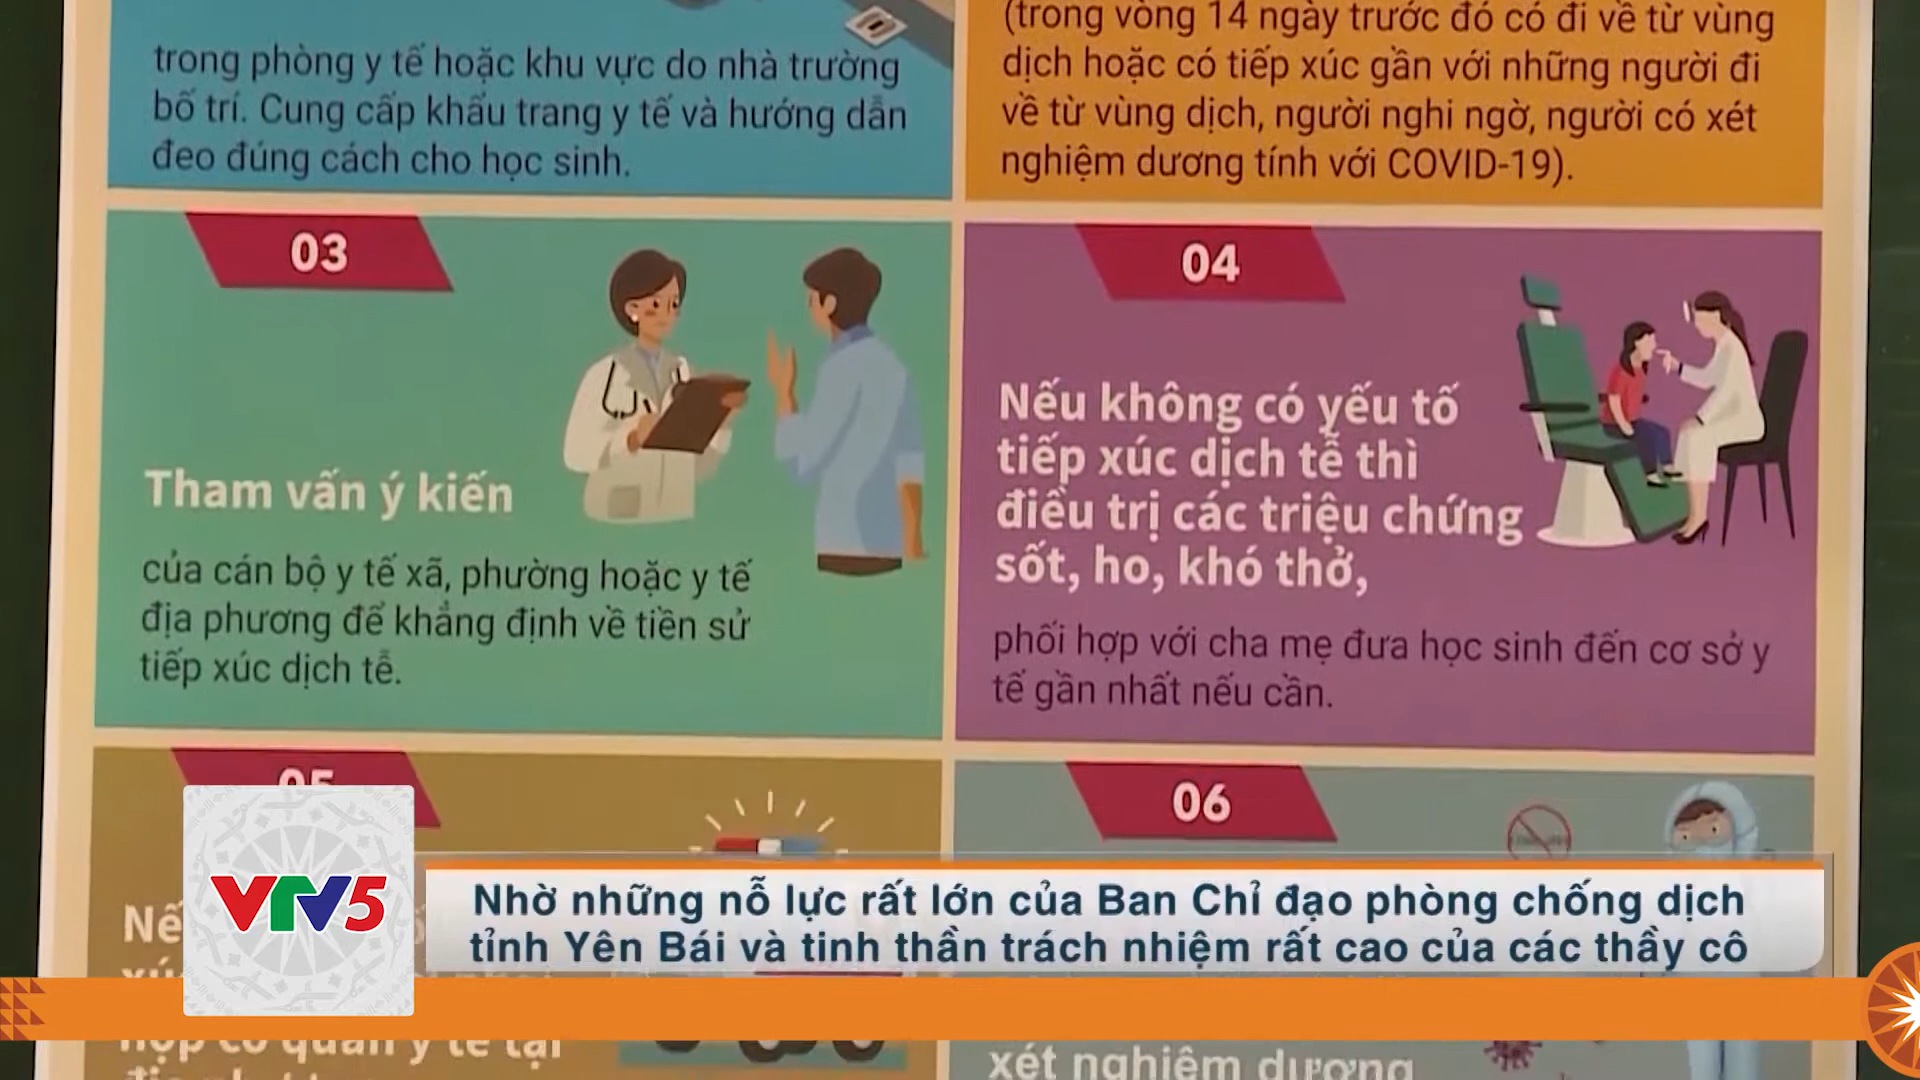 trong phòng y tế hoặc khu vực do nhà trường
bố trí. Cung cấp khẩu trang y tế và hướng dẫn
đeo đúng cách cho học sinh.
(trong vòng 14 ngày trước đó có đi về từ vùng
dịch hoặc có tiếp xúc gần với những người đi
về từ vùng dịch, người nghi ngờ, người có xét
nghiệm dương tính với COVID-19).
03
Tham vấn ý kiến
của cán bộ y tế xã, phường hoặc y tế
địa phương để khẳng định về tiền sử
tiếp xúc dịch tễ.
04
Nếu không có yếu tố
tiếp xúc dịch tễ thì
điều trị các triệu chứng
sốt, ho, khó thở,
phối hợp với cha mẹ đưa học sinh đến cơ sở y
tế gần nhất nếu cần.
05
hợp cơ quan y tế tại
06
xét nghiệm dương
VTV5
Nhờ những nỗ lực rất lớn của Ban Chỉ đạo phòng chống dịch
tỉnh Yên Bái và tinh thần trách nhiệm rất cao của các thầy cô